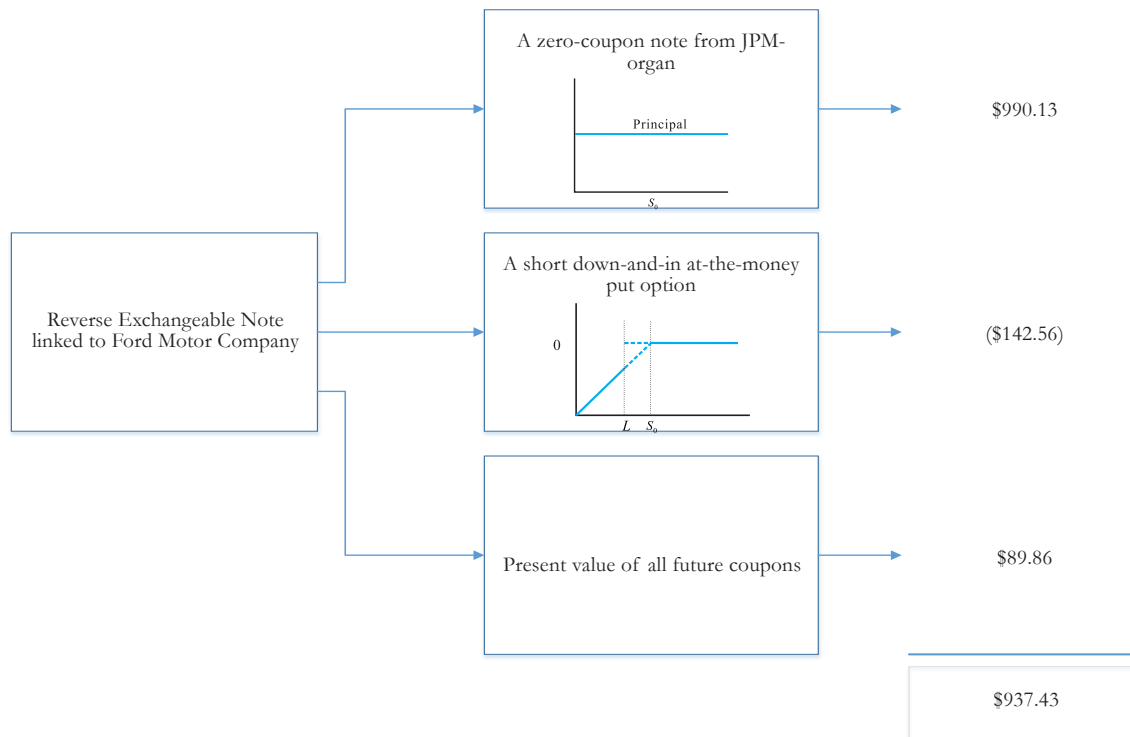 A zero-coupon note from JPM-
organ
Principal
S₀
$990.13
Reverse Exchangeable Note
linked to Ford Motor Company
A short down-and-in at-the-money
put option
0
L S₀
($142.56)
Present value of all future coupons
$89.86
$937.43